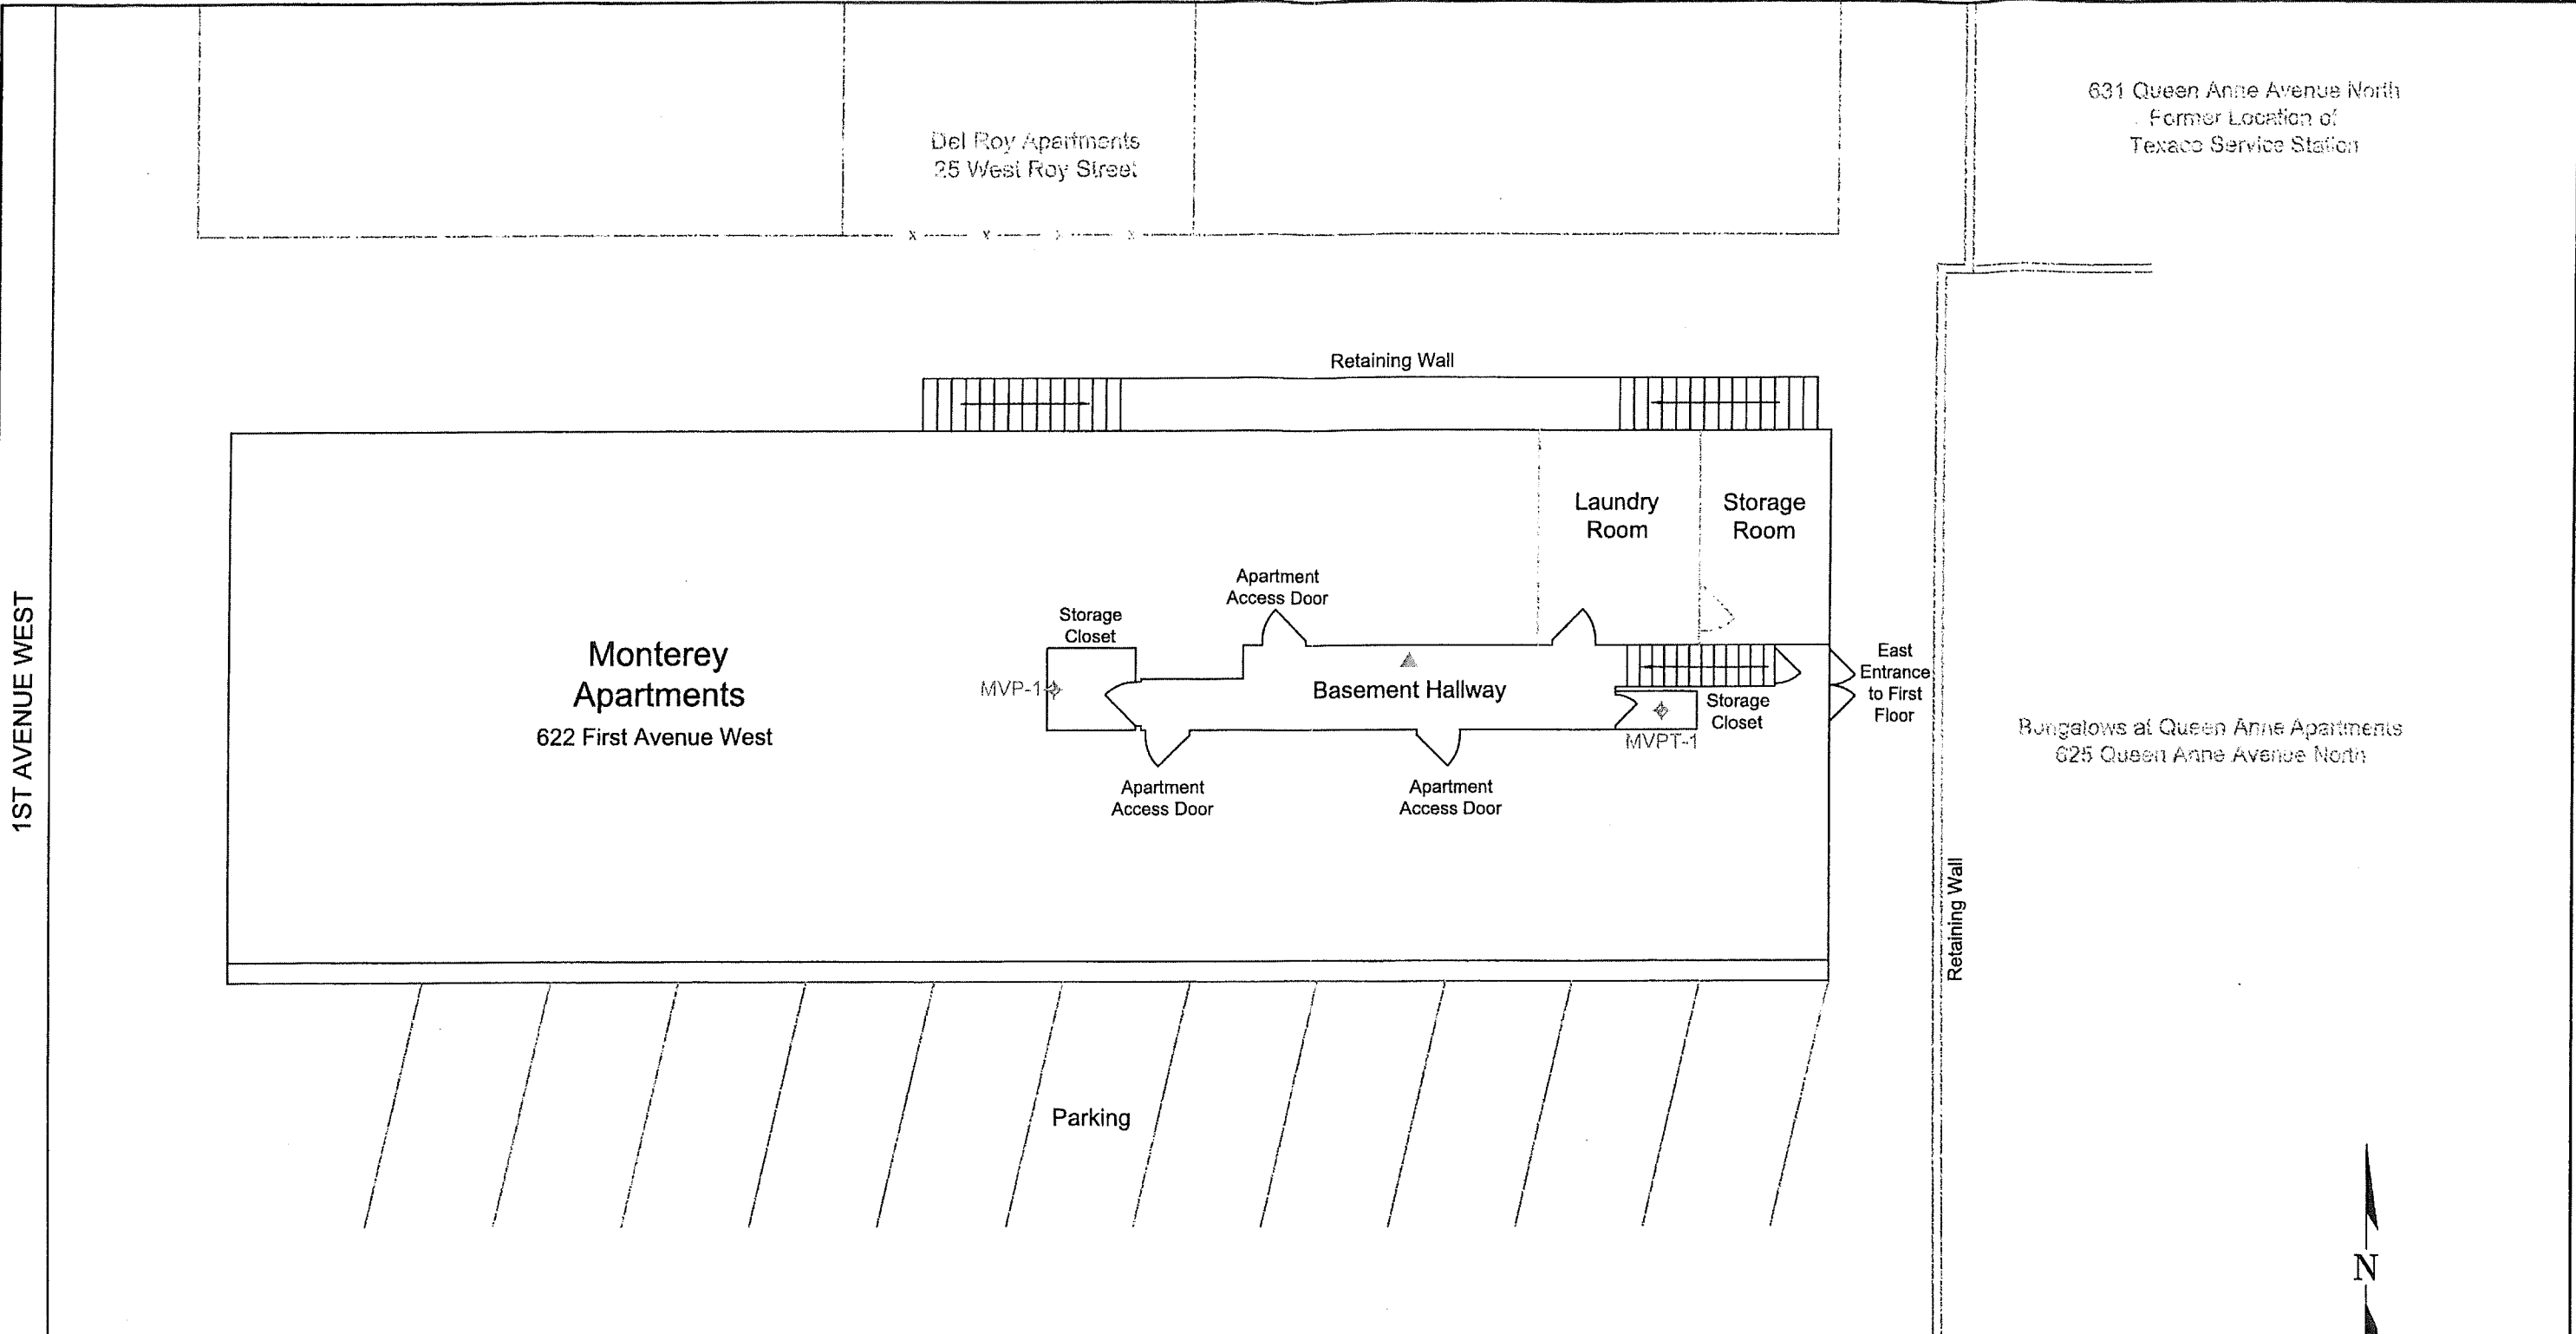 631 Queen Anne Avenue North
Former Location of
Texaco Service Station
Del Roy Apartments
25 West Roy Street
Retaining Wall
Laundry
Room
Storage
Room
Apartment
Access Door
Storage
Closet
Monterey
Apartments
622 First Avenue West
MVP-1
Basement Hallway
East
Entrance
to First
Floor
Storage
Closet
MVPT-1
Apartment
Access Door
Apartment
Access Door
Bungalows at Queen Anne Apartments
625 Queen Anne Avenue North
1ST AVENUE WEST
Retaining Wall
Parking
N